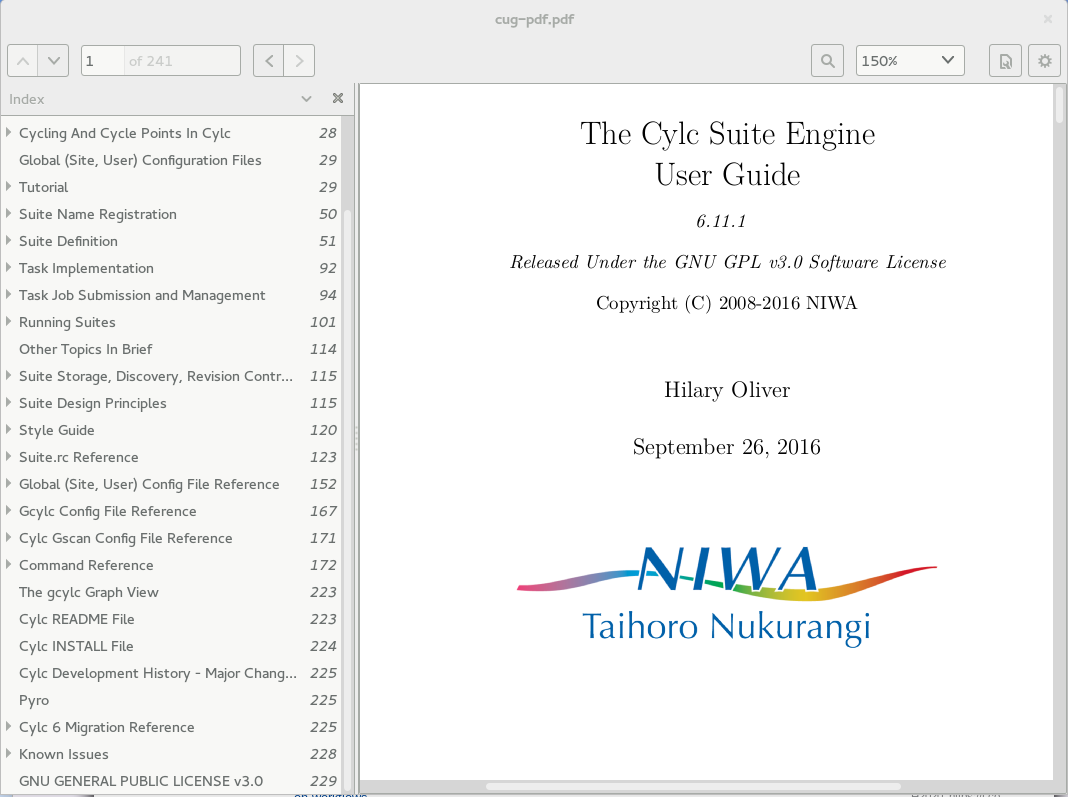 cug-pdf.pdf
1 of 241
150%
Index
Cycling And Cycle Points In Cylc 28
Global (Site, User) Configuration Files 29
Tutorial 29
Suite Name Registration 50
Suite Definition 51
Task Implementation 92
Task Job Submission and Management 94
Running Suites 101
Other Topics In Brief 114
Suite Storage, Discovery, Revision Contr... 115
Suite Design Principles 115
Style Guide 120
Suite.rc Reference 123
Global (Site, User) Config File Reference 152
Gcylc Config File Reference 167
Cylc Gscan Config File Reference 171
Command Reference 172
The gcylc Graph View 223
Cylc README File 223
Cylc INSTALL File 224
Cylc Development History - Major Chang... 225
Pyro 225
Cylc 6 Migration Reference 225
Known Issues 228
GNU GENERAL PUBLIC LICENSE v3.0 229
The Cylc Suite Engine
User Guide
6.11.1
Released Under the GNU GPL v3.0 Software License
Copyright (C) 2008-2016 NIWA
Hilary Oliver
September 26, 2016
NIWA
Taihoro Nukurangi